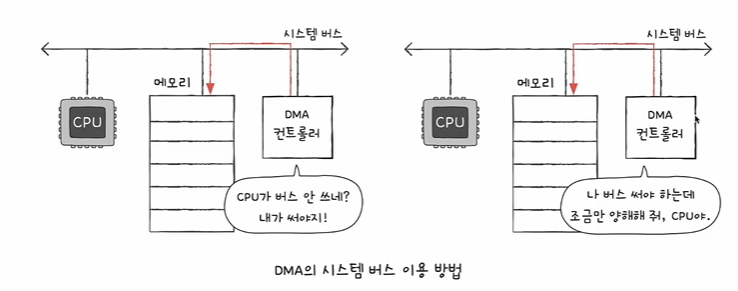 시스템 버스
메모리
CPU
DMA
컨트롤러
CPU가 버스 안 쓰네?
내가 써야지!
시스템 버스
메모리
CPU
DMA
컨트롤러
나 버스 써야 하는데
조금만 양해해 줘, CPU야.
DMA의 시스템 버스 이용 방법